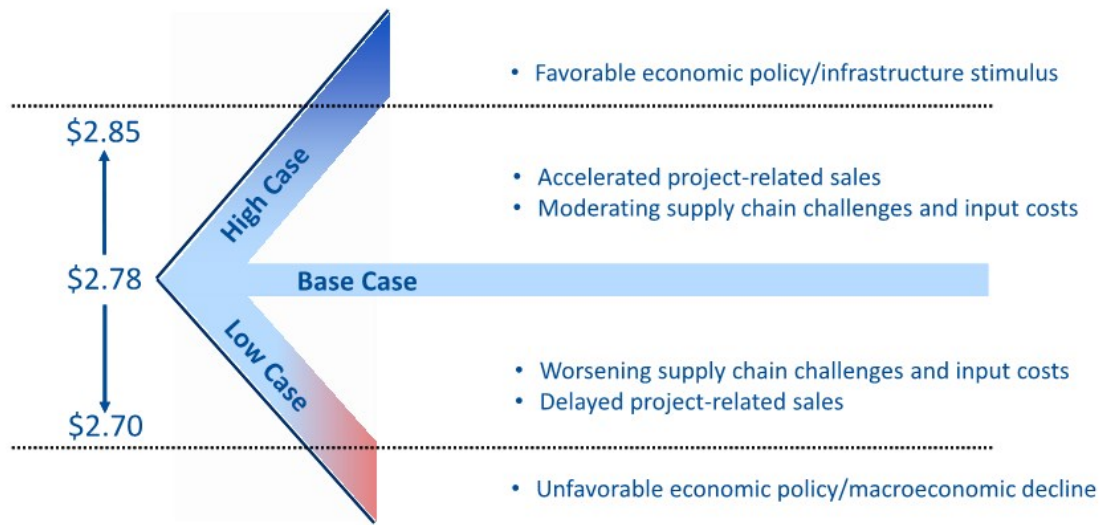 • Favorable economic policy/infrastructure stimulus
$2.85
• Accelerated project-related sales
High Case
• Moderating supply chain challenges and input costs
$2.78
Base Case
Low Case
• Worsening supply chain challenges and input costs
• Delayed project-related sales
$2.70
• Unfavorable economic policy/macroeconomic decline